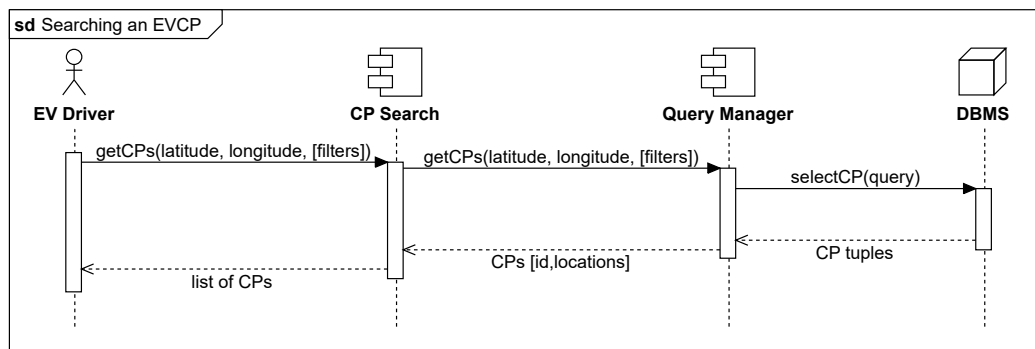 sd Searching an EVCP
EV Driver
CP Search
Query Manager
DBMS
getCPs(latitude, longitude, [filters])
getCPs(latitude, longitude, [filters])
selectCP(query)
CP tuples
CPs [id,locations]
list of CPs